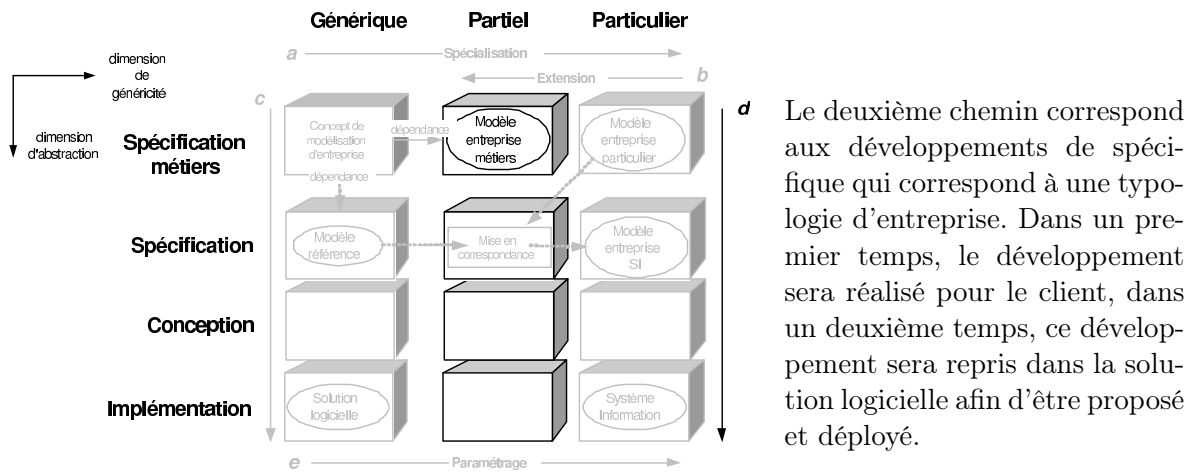 Générique Partiel Particulier
a Spécialisation
Extension b
dimension
de
généricité
dimension
d'abstraction
c
d
Spécification
métiers
Concept de
modélisation
d'entreprise
dépendance
Modèle
entreprise
métiers
Modèle
entreprise
particulier
dépendance
Spécification
Modèle
référence
Mise en
correspondance
Modèle
entreprise
SI
Conception
Implémentation
Solution
logicielle
Système
Information
e Paramétrage
Le deuxième chemin correspond
aux développements de spéci-
fique qui correspond à une typo-
logie d'entreprise. Dans un pre-
mier temps, le développement
sera réalisé pour le client, dans
un deuxième temps, ce dévelop-
pement sera repris dans la solu-
tion logicielle afin d'être proposé
et déployé.